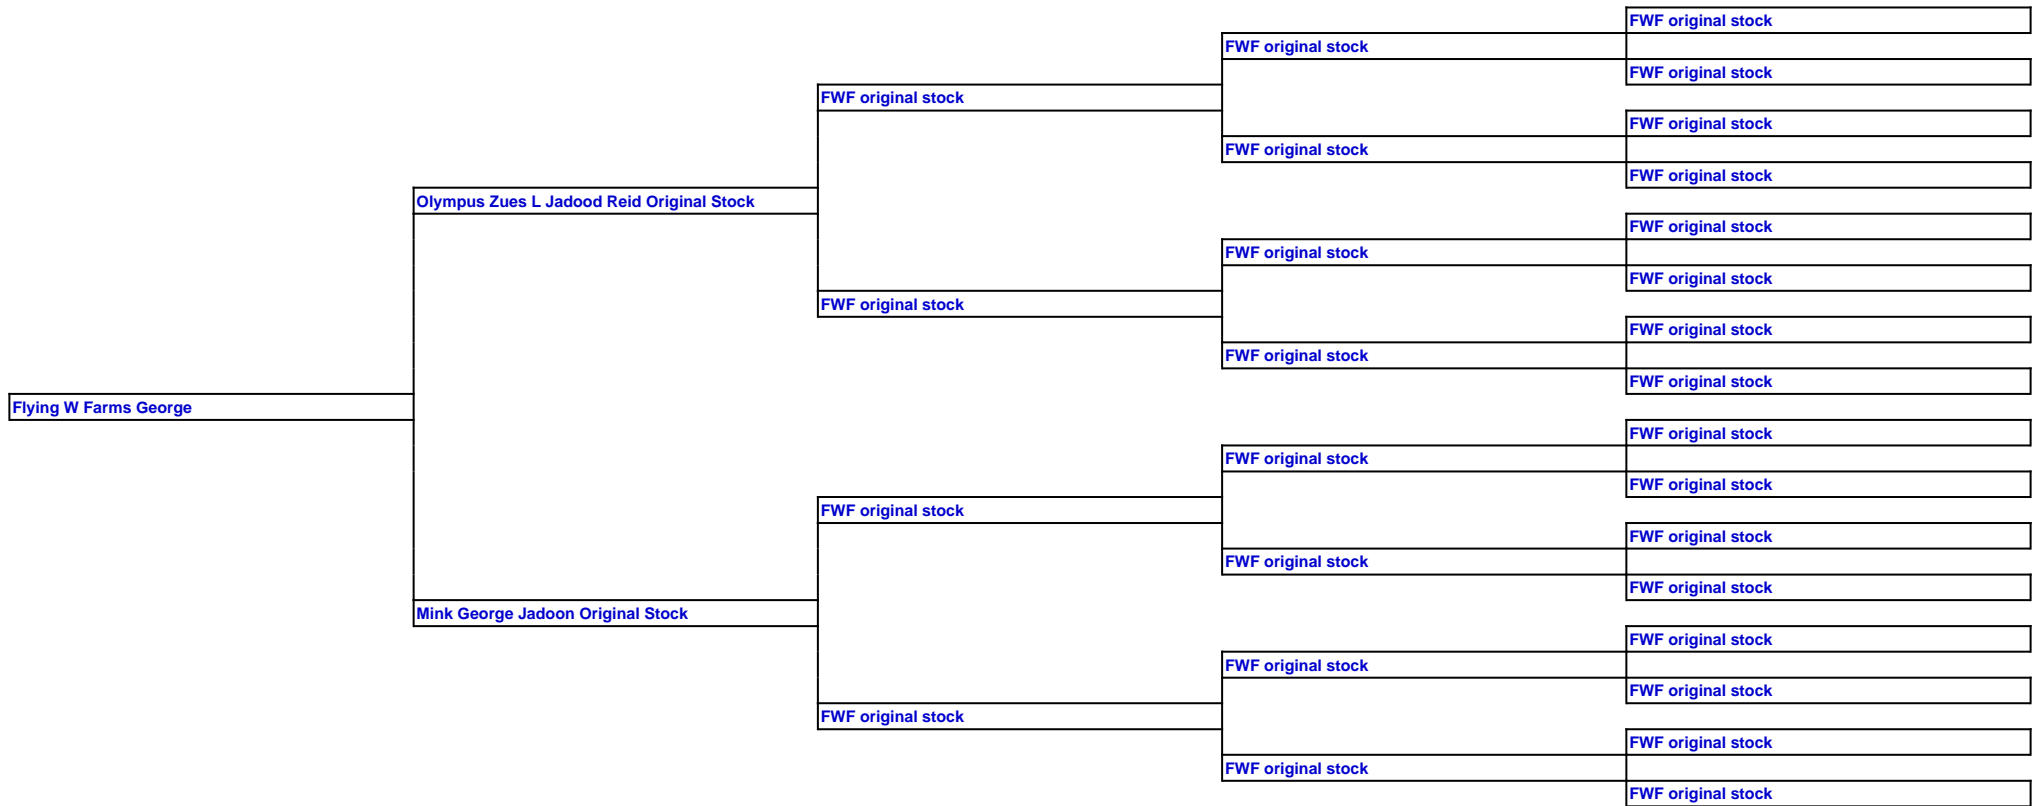 FWF original stock
FWF original stock
FWF original stock
FWF original stock
FWF original stock
FWF original stock
FWF original stock
Olympus Zues L Jadood Reid Original Stock
FWF original stock
FWF original stock
FWF original stock
FWF original stock
FWF original stock
FWF original stock
FWF original stock
Flying W Farms George
FWF original stock
FWF original stock
FWF original stock
FWF original stock
FWF original stock
FWF original stock
FWF original stock
Mink George Jadoon Original Stock
FWF original stock
FWF original stock
FWF original stock
FWF original stock
FWF original stock
FWF original stock
FWF original stock